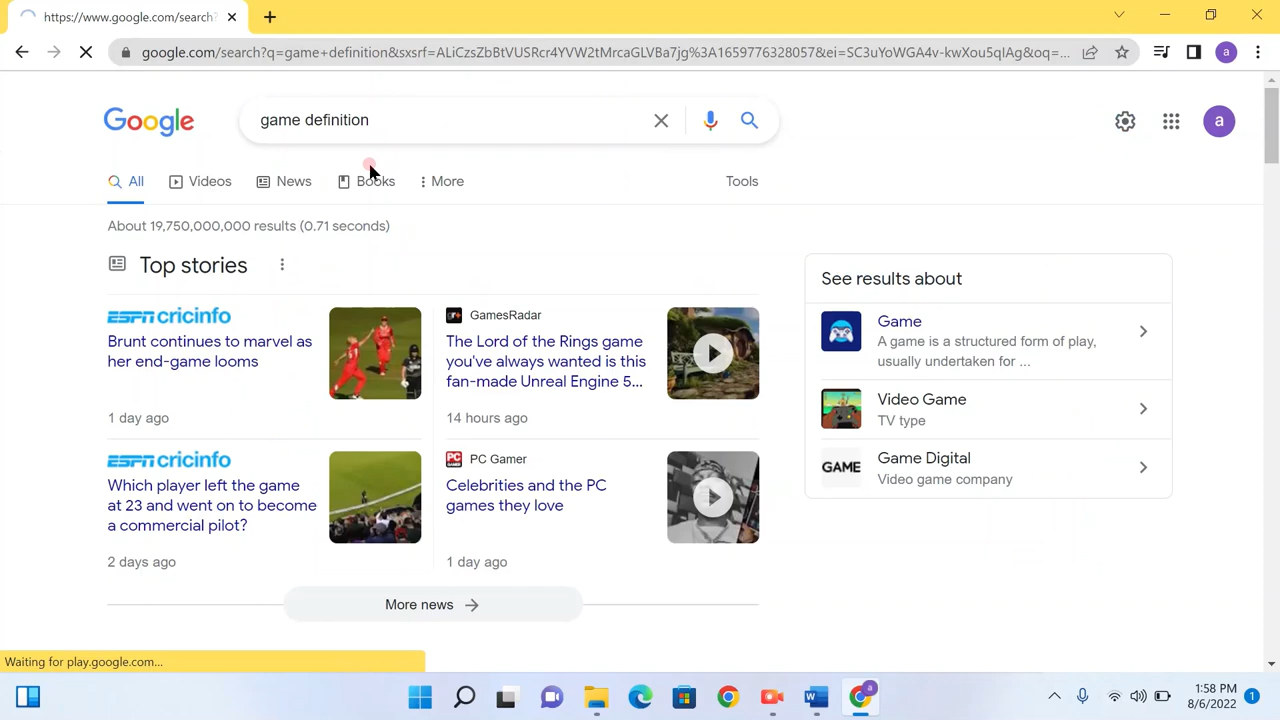 https://www.google.com/search?
google.com/search?q=game+definition&sxsrf=ALiCzsZbBtVUSRcr4YVW2tMrcaGLVBa7jg%3A1659776328057&ei=SC3uYoWGA4v-kwXou5qIAg&oq=...
a
Google
game definition
a
All
Videos
News
Books
More
Tools
About 19,750,000,000 results (0.71 seconds)
Top stories
ESPN cricinfo
Brunt continues to marvel as
her end-game looms
1 day ago
GamesRadar
The Lord of the Rings game
you've always wanted is this
fan-made Unreal Engine 5...
14 hours ago
ESPN cricinfo
Which player left the game
at 23 and went on to become
a commercial pilot?
2 days ago
PC Gamer
Celebrities and the PC
games they love
1 day ago
More news
See results about
Game
A game is a structured form of play,
usually undertaken for ...
Video Game
TV type
GAME
Game Digital
Video game company
Waiting for play.google.com...
a
1:58 PM
8/6/2022
1